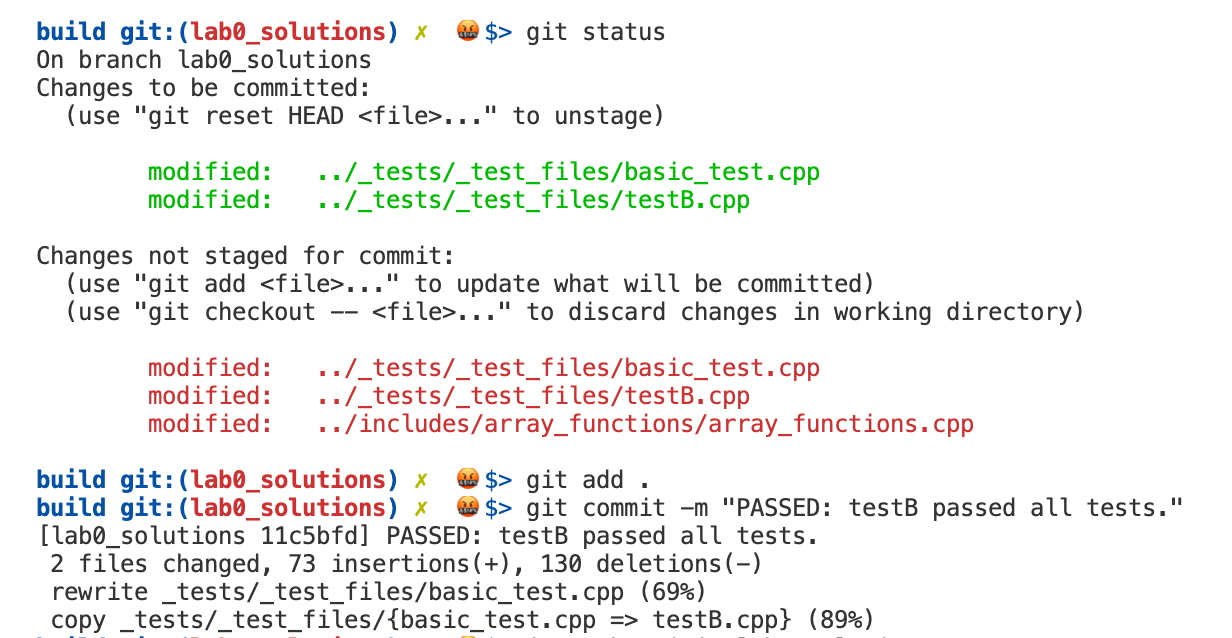 build git:(lab0_solutions) ✗ 🤬$> git status
On branch lab0_solutions
Changes to be committed:
  (use "git reset HEAD <file>..." to unstage)
        modified:   ../_tests/_test_files/basic_test.cpp
        modified:   ../_tests/_test_files/testB.cpp
Changes not staged for commit:
  (use "git add <file>..." to update what will be committed)
  (use "git checkout -- <file>..." to discard changes in working directory)
        modified:   ../_tests/_test_files/basic_test.cpp
        modified:   ../_tests/_test_files/testB.cpp
        modified:   ../includes/array_functions/array_functions.cpp
build git:(lab0_solutions) ✗ 🤬$> git add .
build git:(lab0_solutions) ✗ 🤬$> git commit -m "PASSED: testB passed all tests."
[lab0_solutions 11c5bfd] PASSED: testB passed all tests.
 2 files changed, 73 insertions(+), 130 deletions(-)
 rewrite _tests/_test_files/basic_test.cpp (69%)
 copy _tests/_test_files/{basic_test.cpp => testB.cpp} (89%)